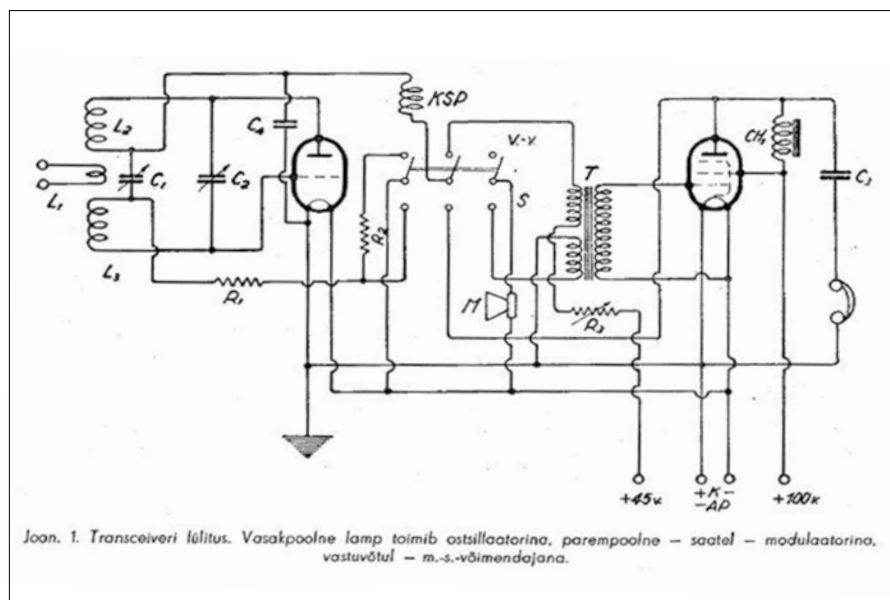 KSP
L₂
C₄
V.-V.
CH₁
T
C₁
C₂
C₃
L₁
S
R₂
L₃
R₁
M
R₃
+45v.
+K-
-AP
+100v
Joon. 1. Transceiveri lülitus. Vasakpoolne lamp toimib ostsillaatorina, parempoolne — saatel — modulaatorina,
vastuvõtul — m.-s.-võimendajana.